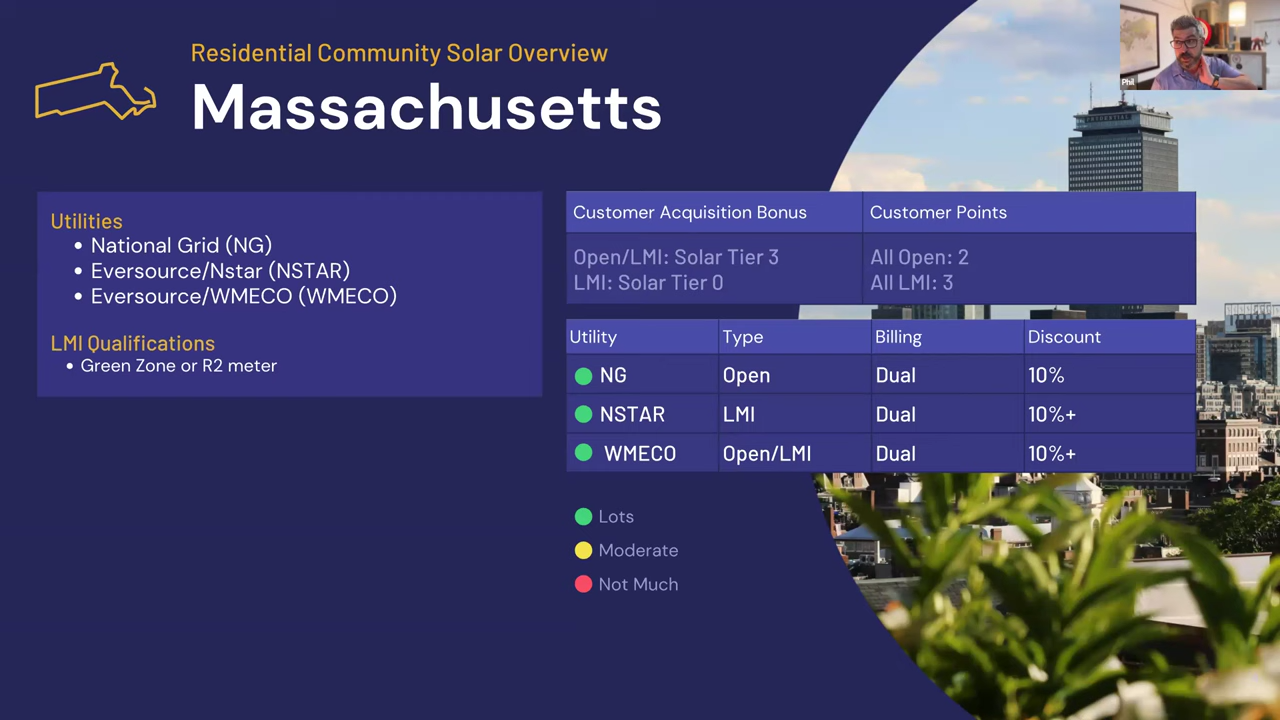 Residential Community Solar Overview
Massachusetts
Phil
PRUDENTIAL
Utilities
• National Grid (NG)
• Eversource/Nstar (NSTAR)
• Eversource/WMECO (WMECO)
LMI Qualifications
• Green Zone or R2 meter
Customer Acquisition Bonus Customer Points
Open/LMI: Solar Tier 3 All Open: 2
LMI: Solar Tier 0 All LMI: 3
Utility Type Billing Discount
NG Open Dual 10%
NSTAR LMI Dual 10%+
WMECO Open/LMI Dual 10%+
Lots
Moderate
Not Much